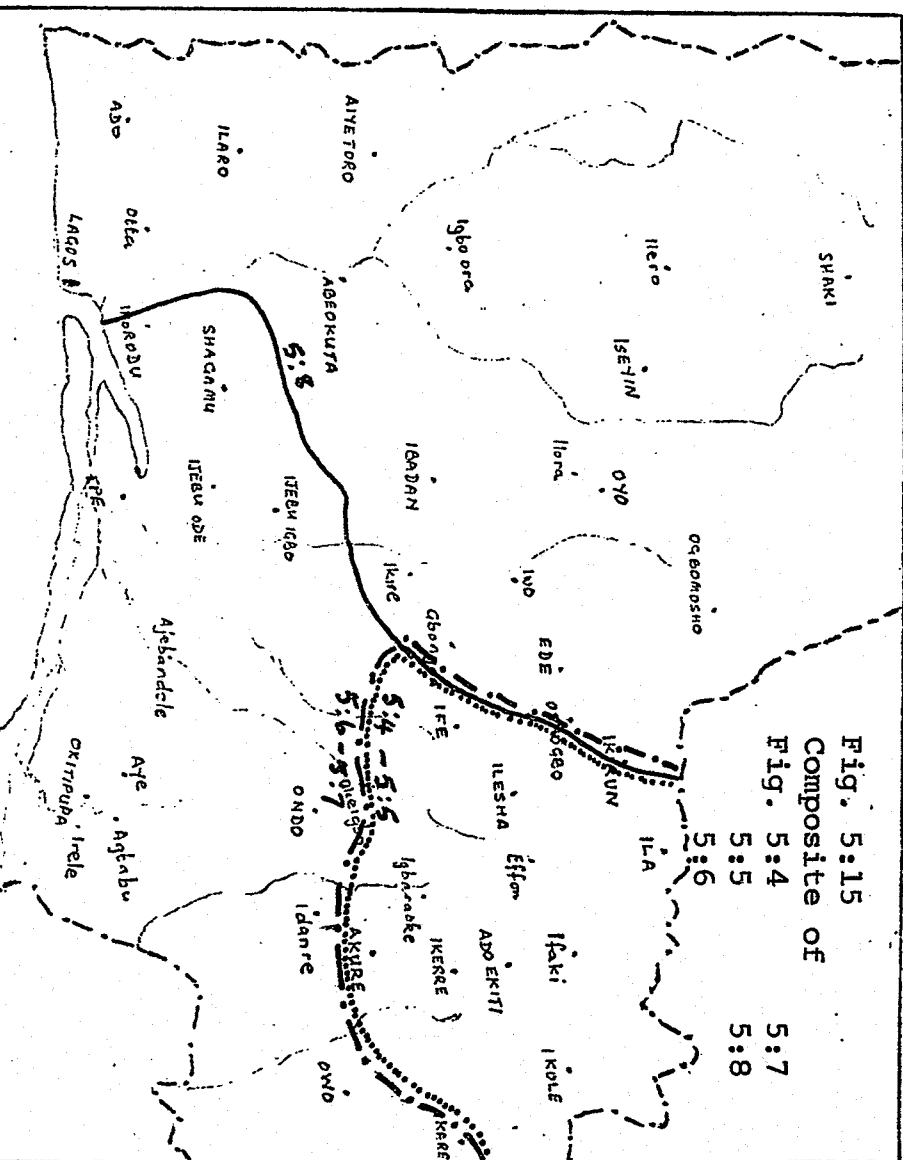 Fig. 5:15
Composite of
Fig. 5:4 5:7
5:5 5:8
5:6
SHAKI
Ilero
ISEYIN
Igbo ora
AIYETORO
ILARO
ADO
Otta
LAGOS
IKORODU
ABEOKUTA
5:8
SHAGAMU
OYO
Ilora
OGBOMOSHO
IBADAN
IWO
IJEBU IGBO
IJEBU ODE
EPE
Ikire
EDE
IFE
ILESHA
ILA
5:4 - 5:5
5:6 - 5:7
ONDO
Ajebandele
Aye
OKITIPUPA
Irele
Agbabu
Effon
Ifaki
ADO EKITI
IKERRE
Igbaraoke
AKURE
Idanre
IKOLE
OWO